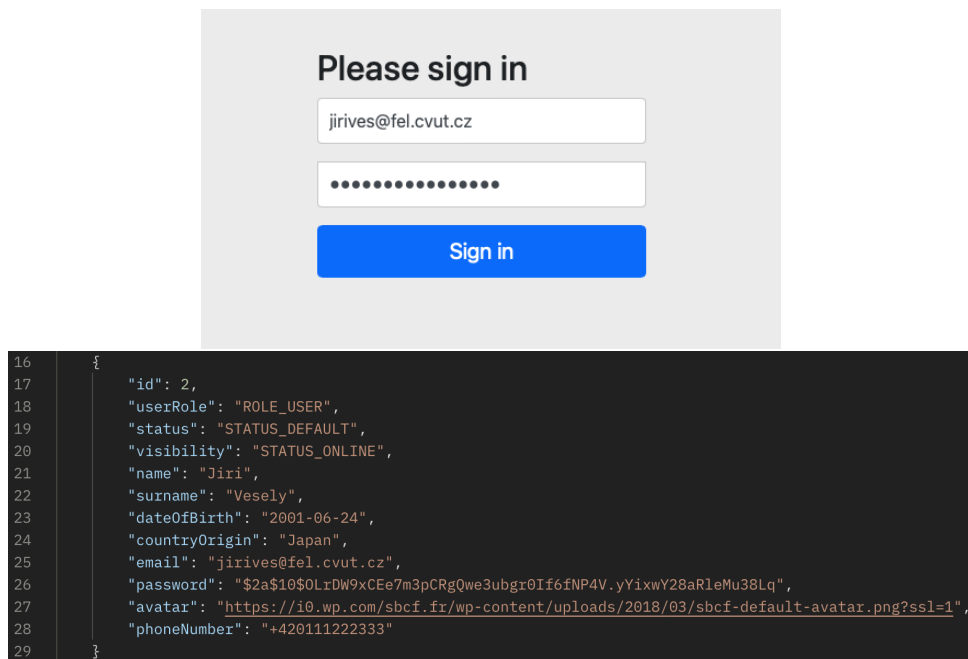 Please sign in
jirives@fel.cvut.cz
••••••••••••••••
Sign in
16 {
17 "id": 2,
18 "userRole": "ROLE_USER",
19 "status": "STATUS_DEFAULT",
20 "visibility": "STATUS_ONLINE",
21 "name": "Jiri",
22 "surname": "Vesely",
23 "dateOfBirth": "2001-06-24",
24 "countryOrigin": "Japan",
25 "email": "jirives@fel.cvut.cz",
26 "password": "$2a$10$OLrDW9xCEe7m3pCRgQwe3ubgr0If6fNP4V.yYixwY28aRleMu38Lq",
27 "avatar": "https://i0.wp.com/sbcf.fr/wp-content/uploads/2018/03/sbcf-default-avatar.png?ssl=1",
28 "phoneNumber": "+420111222333"
29 }